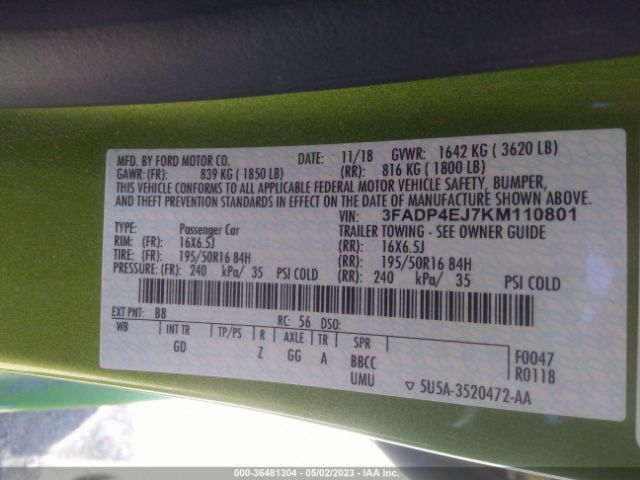 MFD. BY FORD MOTOR CO. DATE: 11/18 GVWR: 1642 KG ( 3620 LB)
GAWR: (FR): 839 KG ( 1850 LB) (RR): 816 KG ( 1800 LB)
THIS VEHICLE CONFORMS TO ALL APPLICABLE FEDERAL MOTOR VEHICLE SAFETY, BUMPER,
AND THEFT PREVENTION STANDARDS IN EFFECT ON THE DATE OF MANUFACTURE SHOWN ABOVE.
VIN: 3FADP4EJ7KM110801
TYPE: Passenger Car TRAILER TOWING - SEE OWNER GUIDE
RIM: (FR): 16X6.5J (RR): 16X6.5J
TIRE: (FR): 195/50R16 84H (RR): 195/50R16 84H
PRESSURE: (FR): 240 kPa/ 35 PSI COLD (RR): 240 kPa/ 35 PSI COLD
EXT PNT: B8 RC: 56 DSO:
WB INT TR TP/PS R AXLE TR SPR
GD Z GG A BBCC
UMU
F0047
R0118
▽ 5U5A-3520472-AA
000-36481304 - 05/02/2023 - IAA Inc.